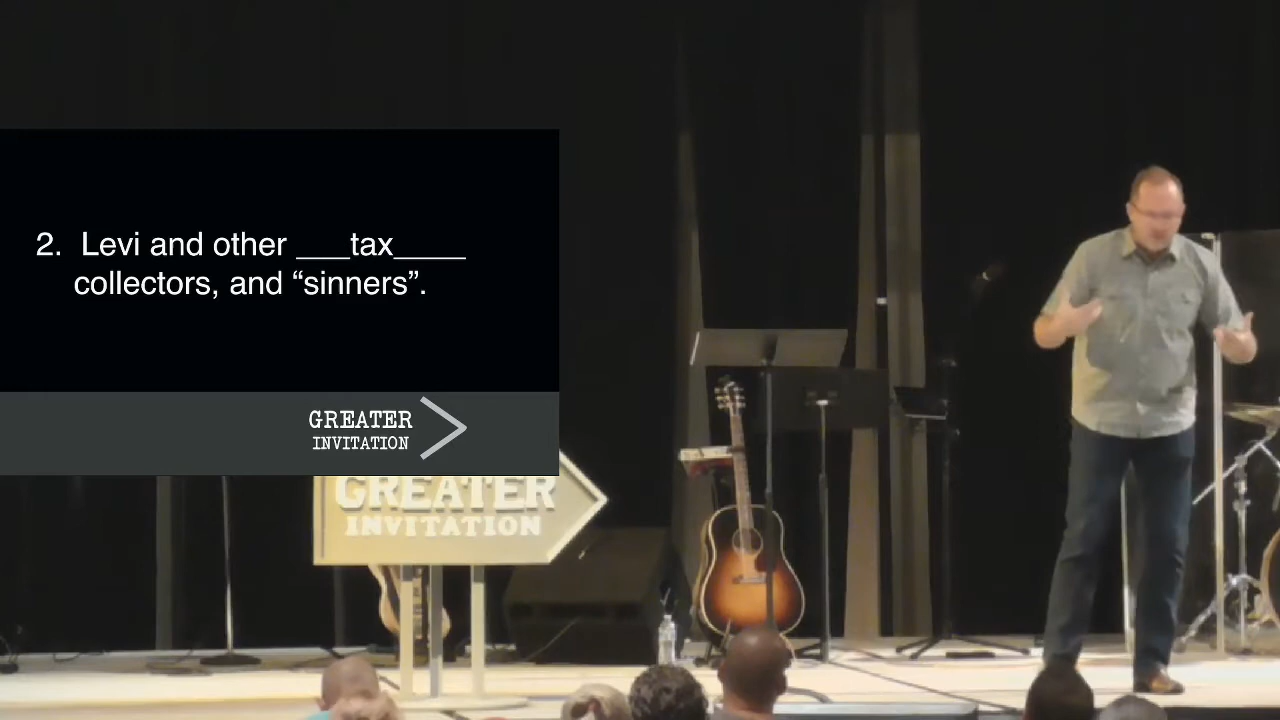 2. Levi and other ___tax____
collectors, and “sinners”.
GREATER
INVITATION
GREATER
INVITATION